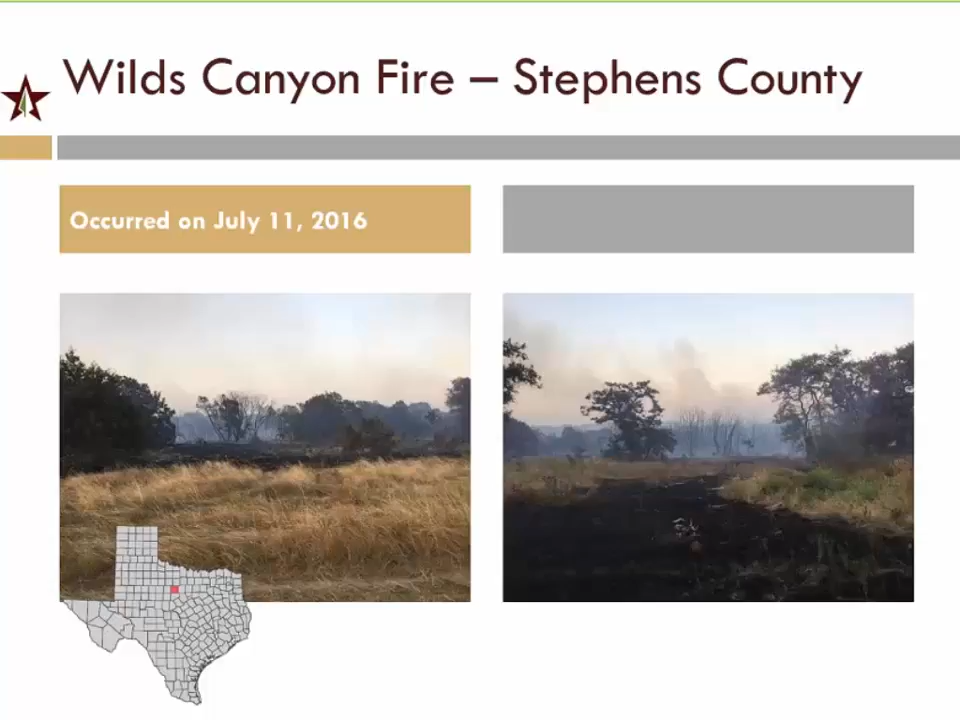 Wilds Canyon Fire – Stephens County
Occurred on July 11, 2016